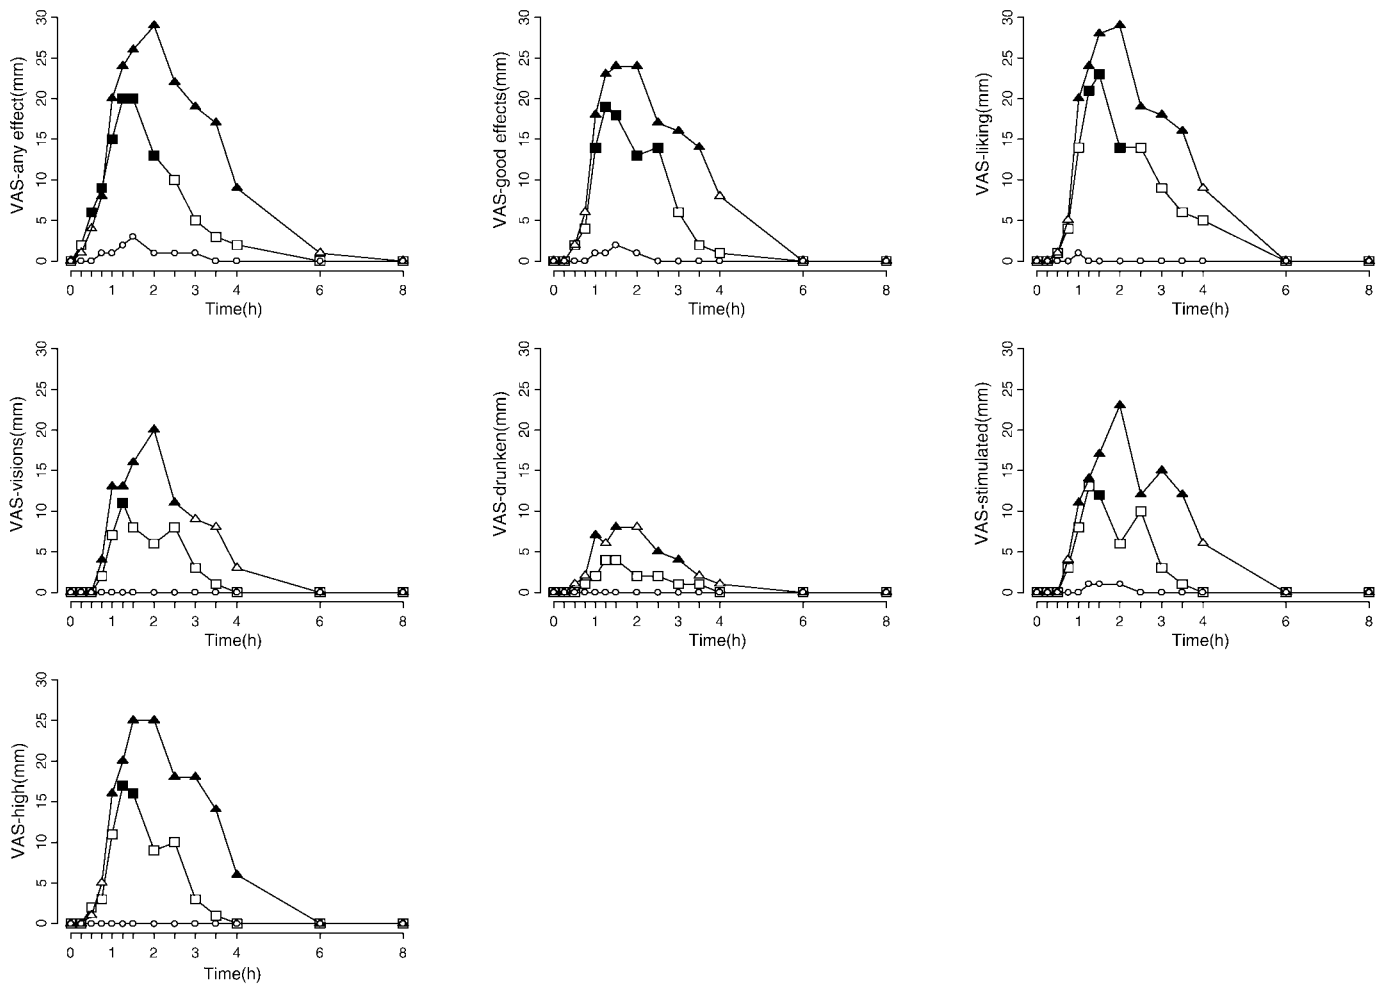 VAS-any effect(mm)
0 5 10 15 20 25 30
0 1 2 3 4 6 8
Time(h)
VAS-good effects(mm)
0 5 10 15 20 25 30
0 1 2 3 4 6 8
Time(h)
VAS-liking(mm)
0 5 10 15 20 25 30
0 1 2 3 4 6 8
Time(h)
VAS-visions(mm)
0 5 10 15 20 25 30
0 1 2 3 4 6 8
Time(h)
VAS-drunken(mm)
0 5 10 15 20 25 30
0 1 2 3 4 6 8
Time(h)
VAS-stimulated(mm)
0 5 10 15 20 25 30
0 1 2 3 4 6 8
Time(h)
VAS-high(mm)
0 5 10 15 20 25 30
0 1 2 3 4 6 8
Time(h)